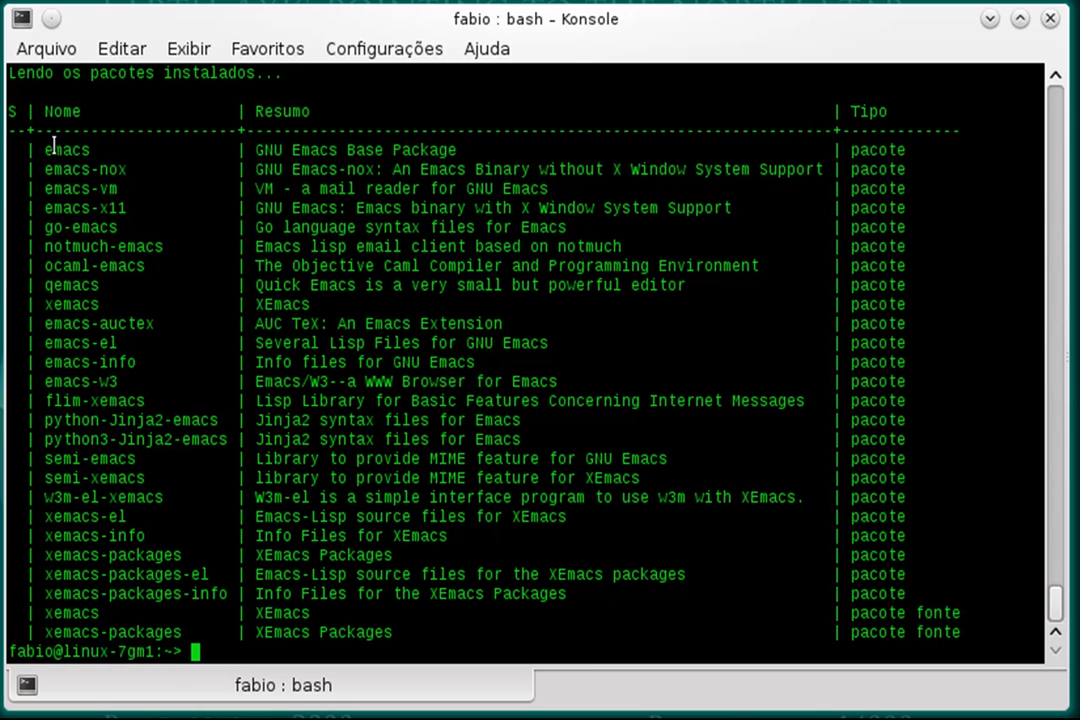 fabio : bash – Konsole
Arquivo Editar Exibir Favoritos Configurações Ajuda
Lendo os pacotes instalados...
S | Nome | Resumo | Tipo
--+----------------------+----------------------------------------------------------------+-------------
| emacs | GNU Emacs Base Package | pacote
| emacs-nox | GNU Emacs-nox: An Emacs Binary without X Window System Support | pacote
| emacs-vm | VM - a mail reader for GNU Emacs | pacote
| emacs-x11 | GNU Emacs: Emacs binary with X Window System Support | pacote
| go-emacs | Go language syntax files for Emacs | pacote
| notmuch-emacs | Emacs lisp email client based on notmuch | pacote
| ocaml-emacs | The Objective Caml Compiler and Programming Environment | pacote
| qemacs | Quick Emacs is a very small but powerful editor | pacote
| xemacs | XEmacs | pacote
| emacs-auctex | AUC TeX: An Emacs Extension | pacote
| emacs-el | Several Lisp Files for GNU Emacs | pacote
| emacs-info | Info files for GNU Emacs | pacote
| emacs-w3 | Emacs/W3--a WWW Browser for Emacs | pacote
| flim-xemacs | Lisp Library for Basic Features Concerning Internet Messages | pacote
| python-Jinja2-emacs | Jinja2 syntax files for Emacs | pacote
| python3-Jinja2-emacs | Jinja2 syntax files for Emacs | pacote
| semi-emacs | Library to provide MIME feature for GNU Emacs | pacote
| semi-xemacs | library to provide MIME feature for XEmacs | pacote
| w3m-el-xemacs | W3m-el is a simple interface program to use w3m with XEmacs. | pacote
| xemacs-el | Emacs-Lisp source files for XEmacs | pacote
| xemacs-info | Info Files for XEmacs | pacote
| xemacs-packages | XEmacs Packages | pacote
| xemacs-packages-el | Emacs-Lisp source files for the XEmacs packages | pacote
| xemacs-packages-info | Info Files for the XEmacs Packages | pacote
| xemacs | XEmacs | pacote fonte
| xemacs-packages | XEmacs Packages | pacote fonte
fabio@linux-7gm1:~>
fabio : bash